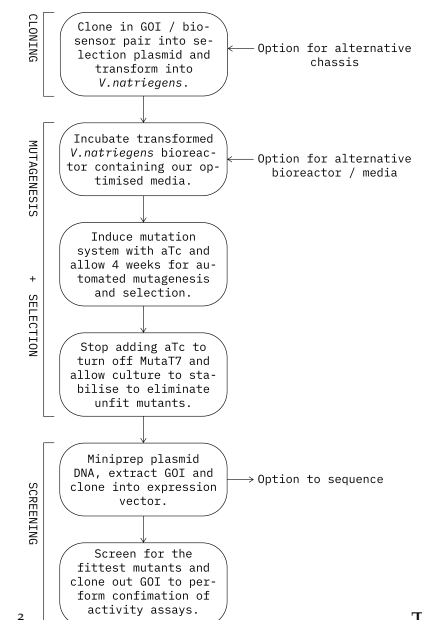 CLONING
Clone in GOI / bio-
sensor pair into se-
lection plasmid and
transform into
V.natriegens.
Option for alternative
chassis
MUTAGENESIS + SELECTION
Incubate transformed
V.natriegens bioreac-
tor containing our op-
timised media.
Option for alternative
bioreactor / media
Induce mutation
system with aTc and
allow 4 weeks for au-
tomated mutagenesis
and selection.
Stop adding aTc to
turn off MutaT7 and
allow culture to sta-
bilise to eliminate
unfit mutants.
SCREENING
Miniprep plasmid
DNA, extract GOI and
clone into expression
vector.
Option to sequence
Screen for the
fittest mutants and
clone out GOI to per-
form confimation of
activity assays.
2